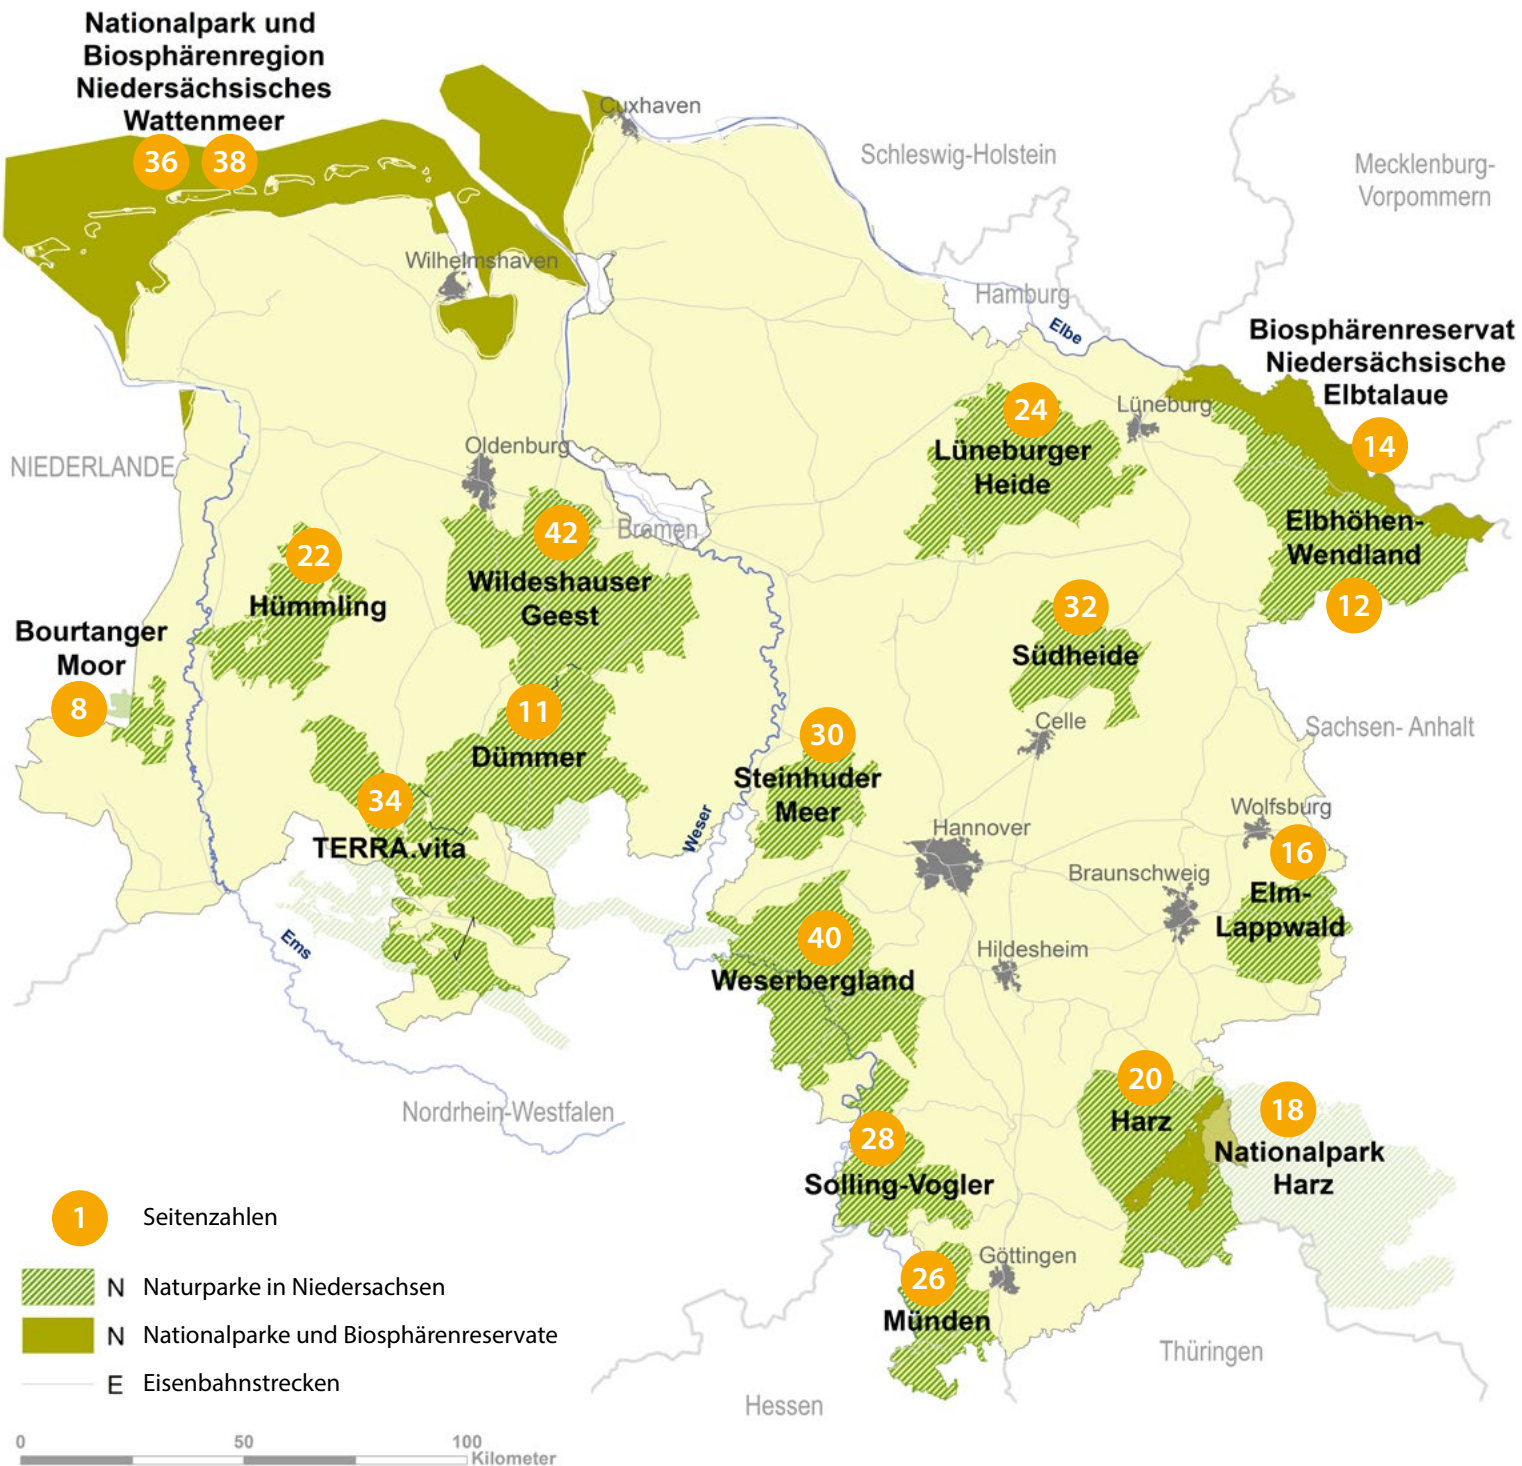 Nationalpark und
Biosphärenregion
Niedersächsisches
Wattenmeer
36 38
Cuxhaven
Schleswig-Holstein
Mecklenburg-
Vorpommern
Wilhelmshaven
Hamburg
Elbe
Biosphärenreservat
Niedersächsische
Elbtalaue
14
24
Lüneburger
Heide
Lüneburg
NIEDERLANDE
Oldenburg
Bremen
42
Wildeshauser
Geest
22
Hümmling
Elbhöhen-
Wendland
12
32
Südheide
Bourtanger
Moor
8
11
Dümmer
30
Steinhuder
Meer
Celle
Sachsen- Anhalt
34
TERRA.vita
Weser
Hannover
Wolfsburg
16
Elm-
Lappwald
Braunschweig
40
Weserbergland
Hildesheim
Ems
Nordrhein-Westfalen
20
Harz
18
Nationalpark
Harz
28
Solling-Vogler
26
Münden
Göttingen
Thüringen
Hessen
1 Seitenzahlen
N Naturparke in Niedersachsen
N Nationalparke und Biosphärenreservate
E Eisenbahnstrecken
0 50 100
Kilometer